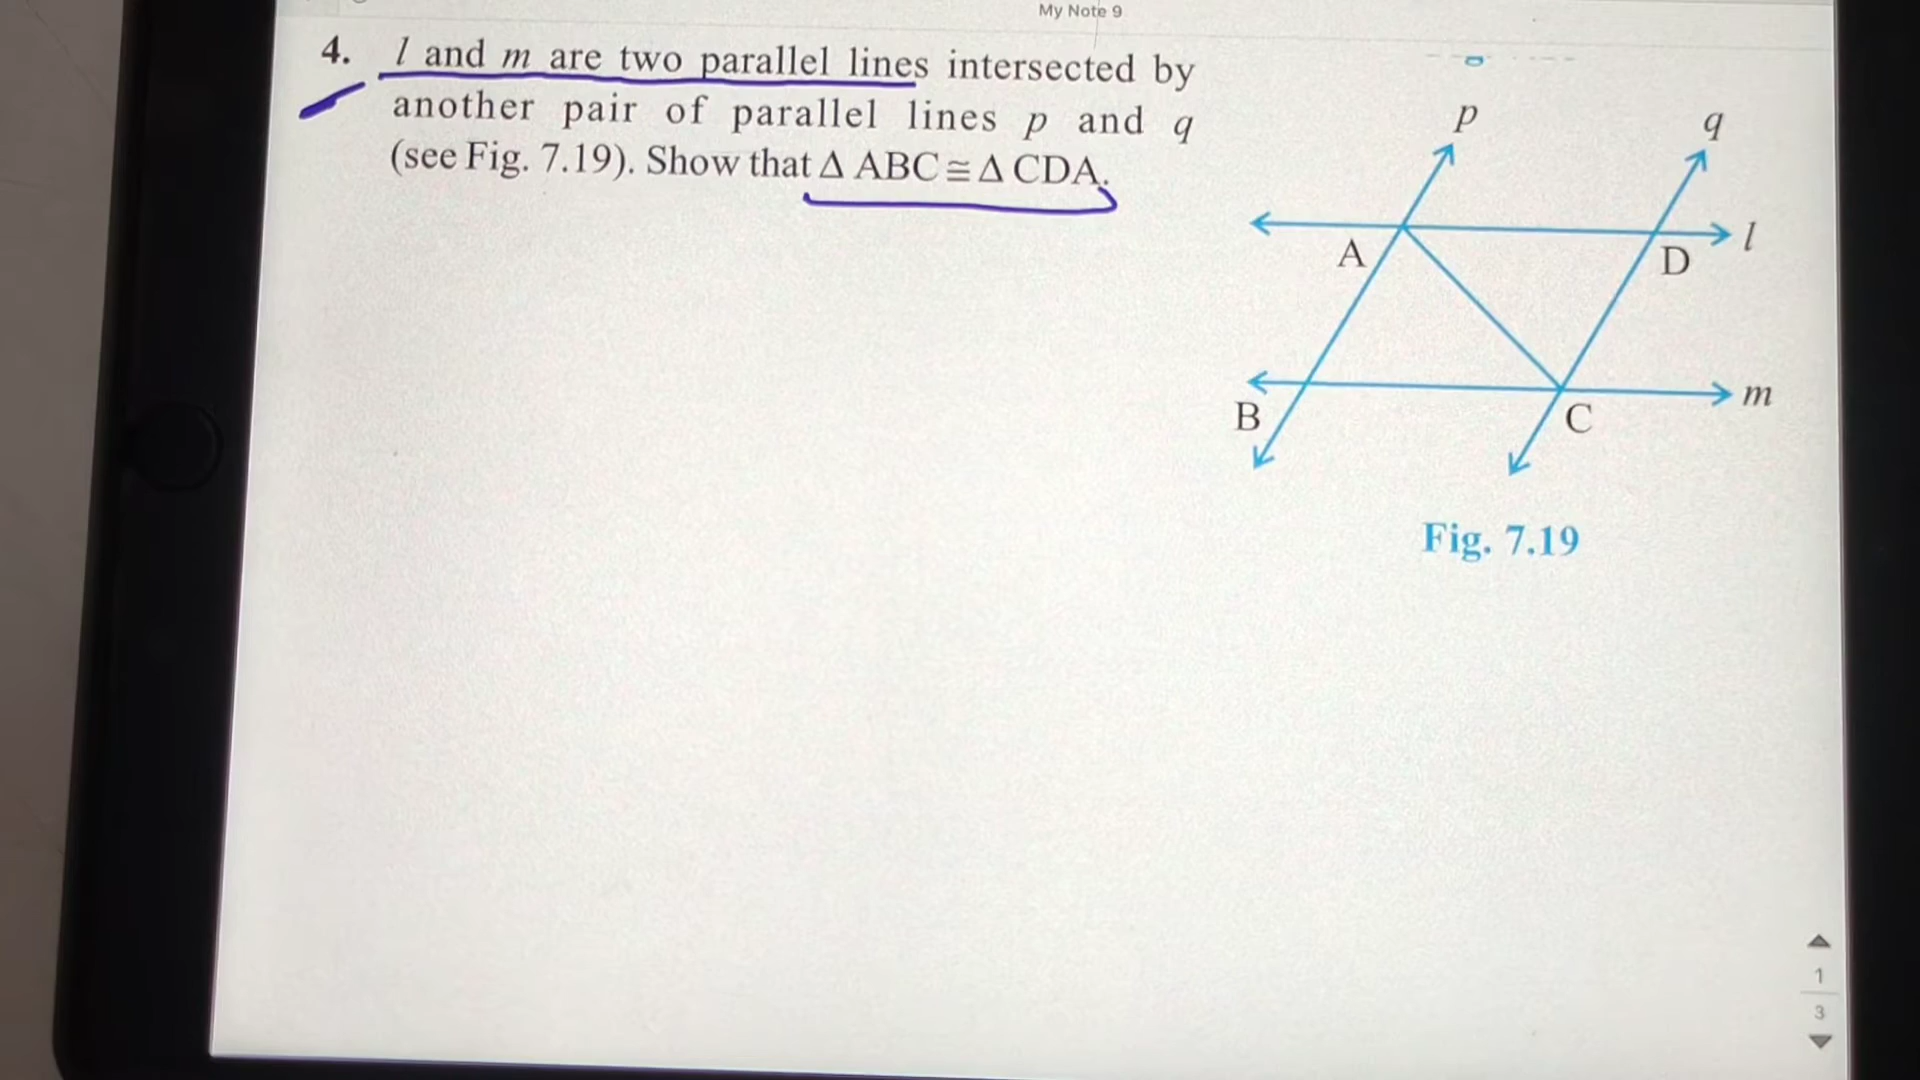 My Note 9
4. l and m are two parallel lines intersected by
another pair of parallel lines p and q
(see Fig. 7.19). Show that Δ ABC ≅ Δ CDA.
p
q
l
A
D
m
B
C
Fig. 7.19
1
3